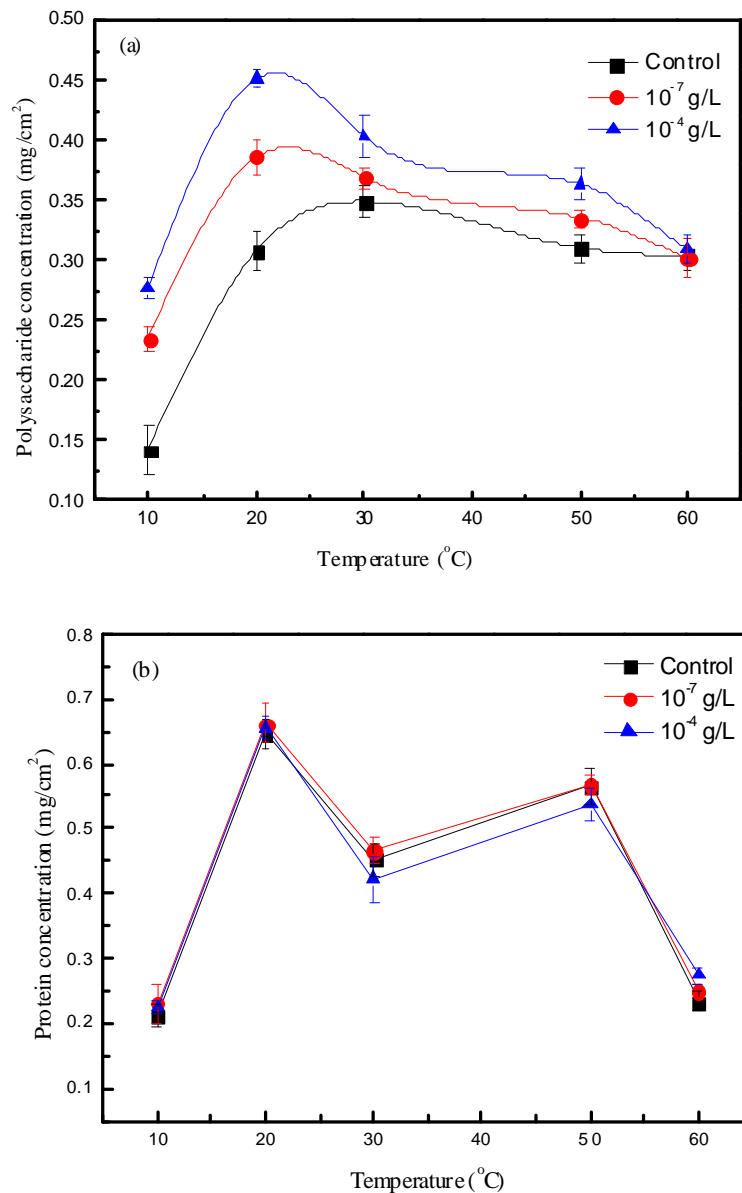 (a)
Control
10⁻⁷ g/L
10⁻⁴ g/L
0.50
0.45
0.40
0.35
0.30
0.25
0.20
0.15
0.10
Polysaccharide concentration (mg/cm²)
10 20 30 40 50 60
Temperature (°C)
(b)
Control
10⁻⁷ g/L
10⁻⁴ g/L
0.8
0.7
0.6
0.5
0.4
0.3
0.2
0.1
Protein concentration (mg/cm²)
10 20 30 40 50 60
Temperature (°C)